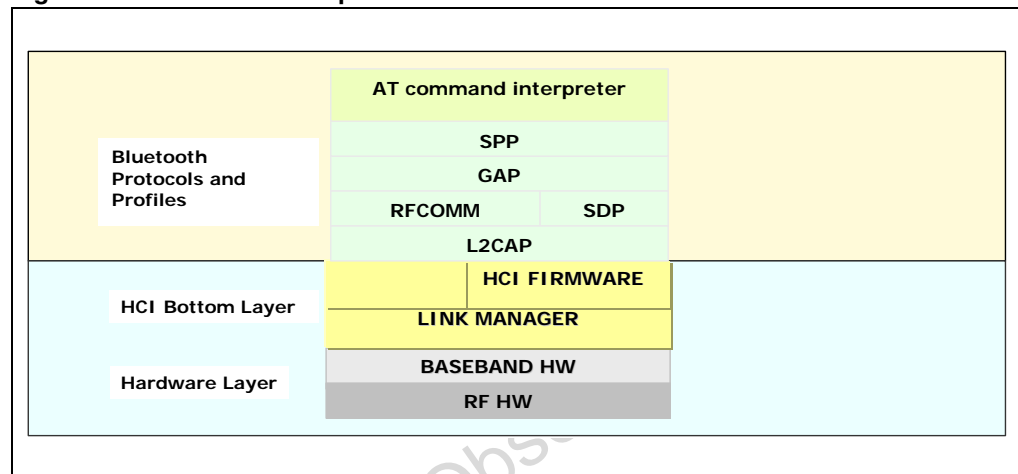 AT command interpreter
SPP
Bluetooth
Protocols and
Profiles
GAP
RFCOMM SDP
L2CAP
HCI FIRMWARE
HCI Bottom Layer
LINK MANAGER
BASEBAND HW
Hardware Layer
RF HW